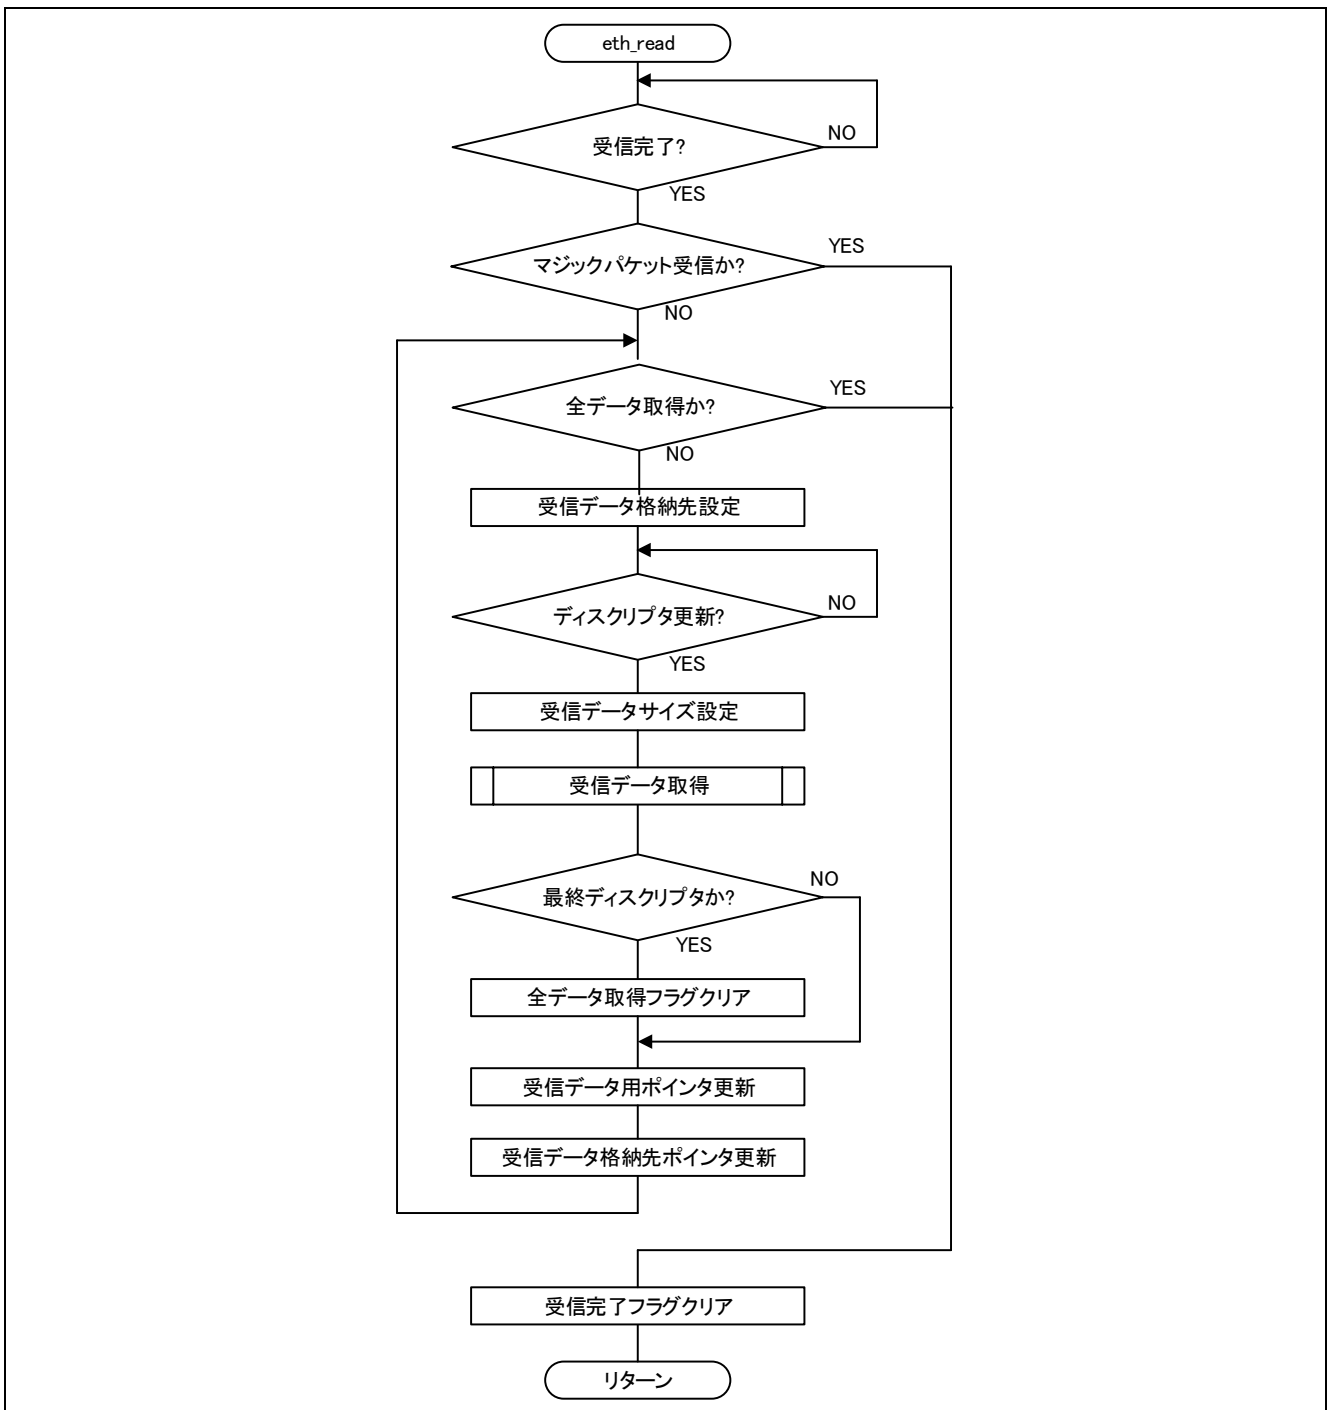 eth_read
受信完了?
NO
YES
マジックパケット受信か?
YES
NO
全データ取得か?
YES
NO
受信データ格納先設定
ディスクリプタ更新?
NO
YES
受信データサイズ設定
受信データ取得
最終ディスクリプタか?
NO
YES
全データ取得フラグクリア
受信データ用ポインタ更新
受信データ格納先ポインタ更新
受信完了フラグクリア
リターン